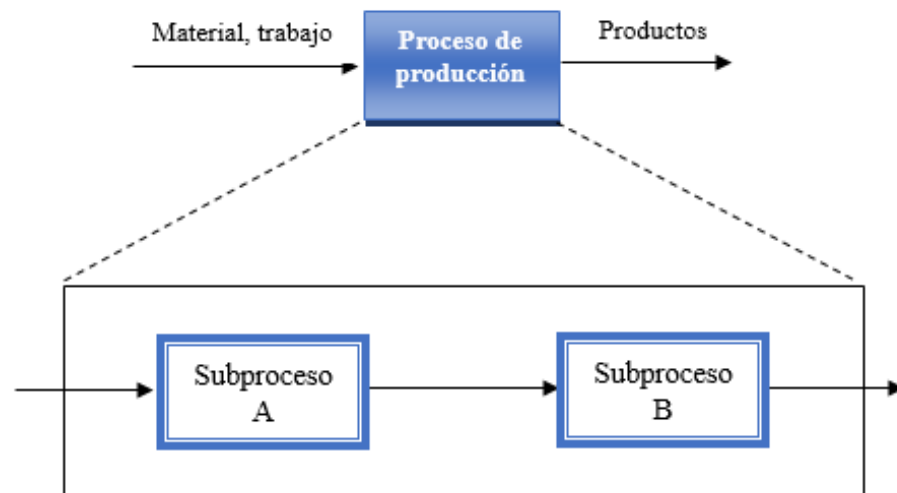 Material, trabajo
Proceso de
producción
Productos
Subproceso
A
Subproceso
B